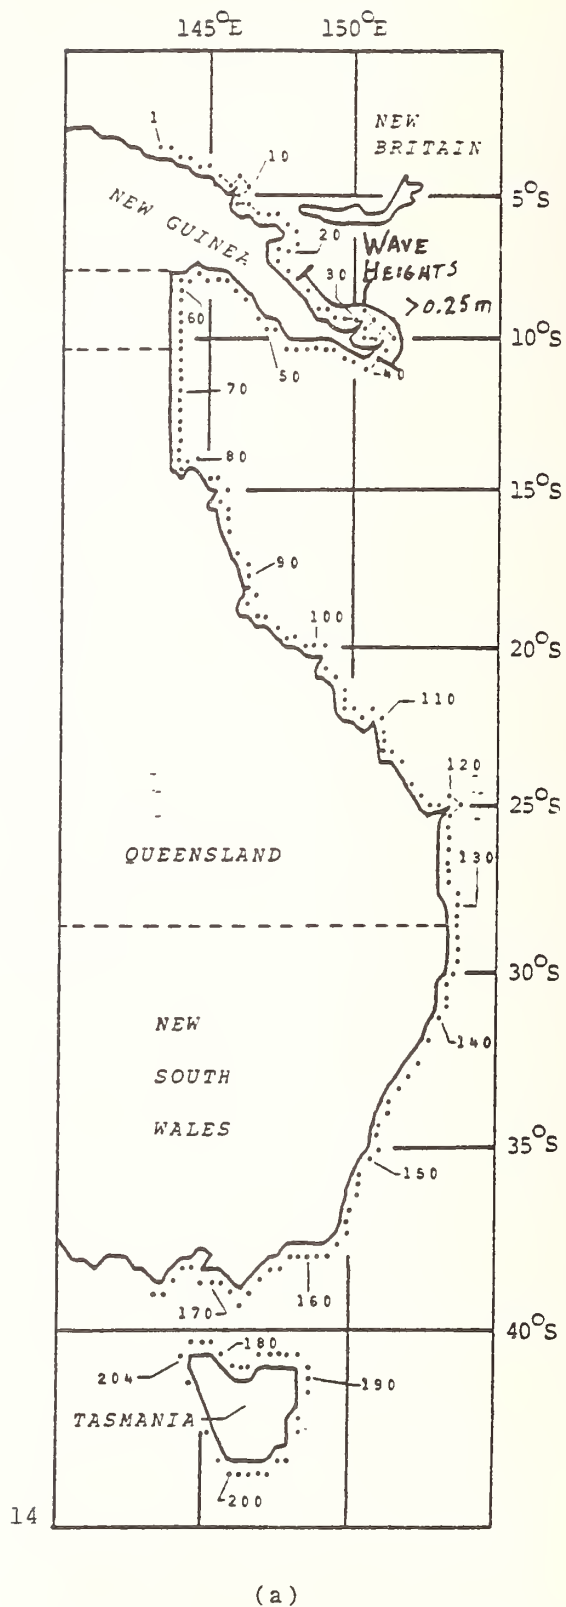 145°E 150°E
1
10
NEW
BRITAIN
5°S
NEW GUINEA
20
WAVE
HEIGHTS
>0.25m
30
60
10°S
50
40
70
80
15°S
90
100
20°S
110
120
25°S
QUEENSLAND
130
30°S
NEW
SOUTH
WALES
140
35°S
150
160
170
40°S
180
204
190
TASMANIA
200
14
(a)